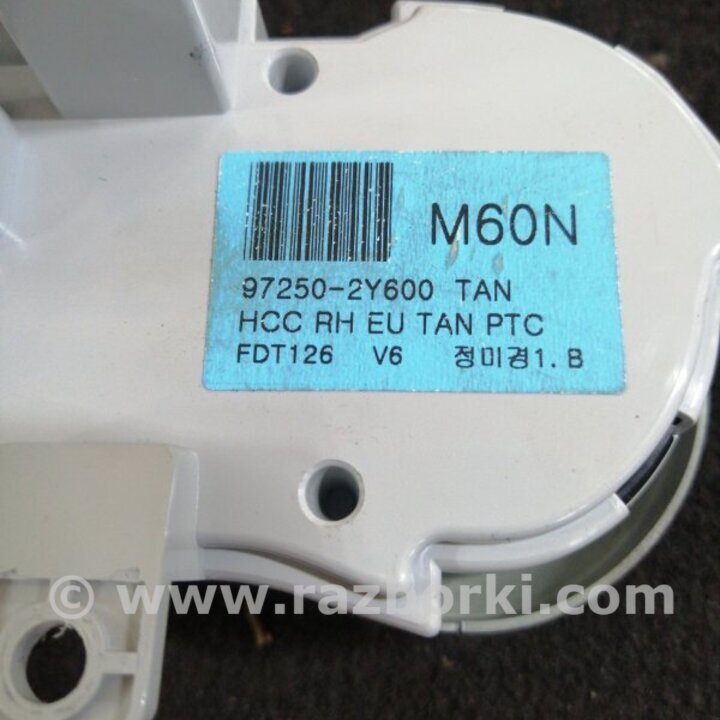 M60N
97250-2Y600 TAN
HCC RH EU TAN PTC
FDT126 V6 정미경1.B
© www.razborki.com